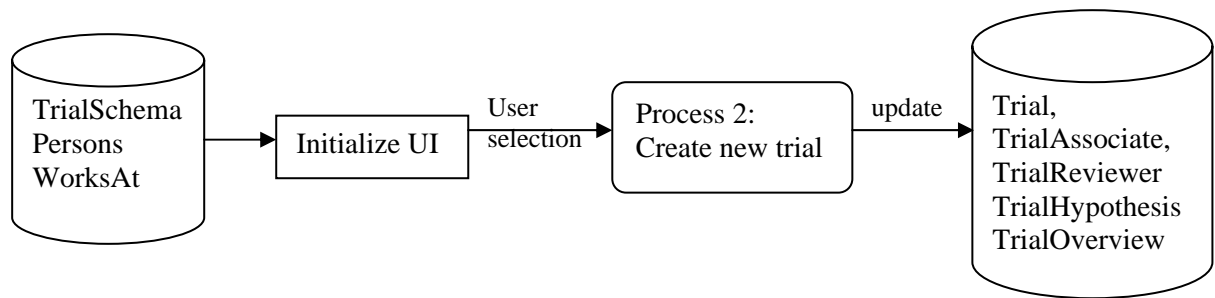 TrialSchema
Persons
WorksAt
Initialize UI
User
selection
Process 2:
Create new trial
update
Trial,
TrialAssociate,
TrialReviewer
TrialHypothesis
TrialOverview